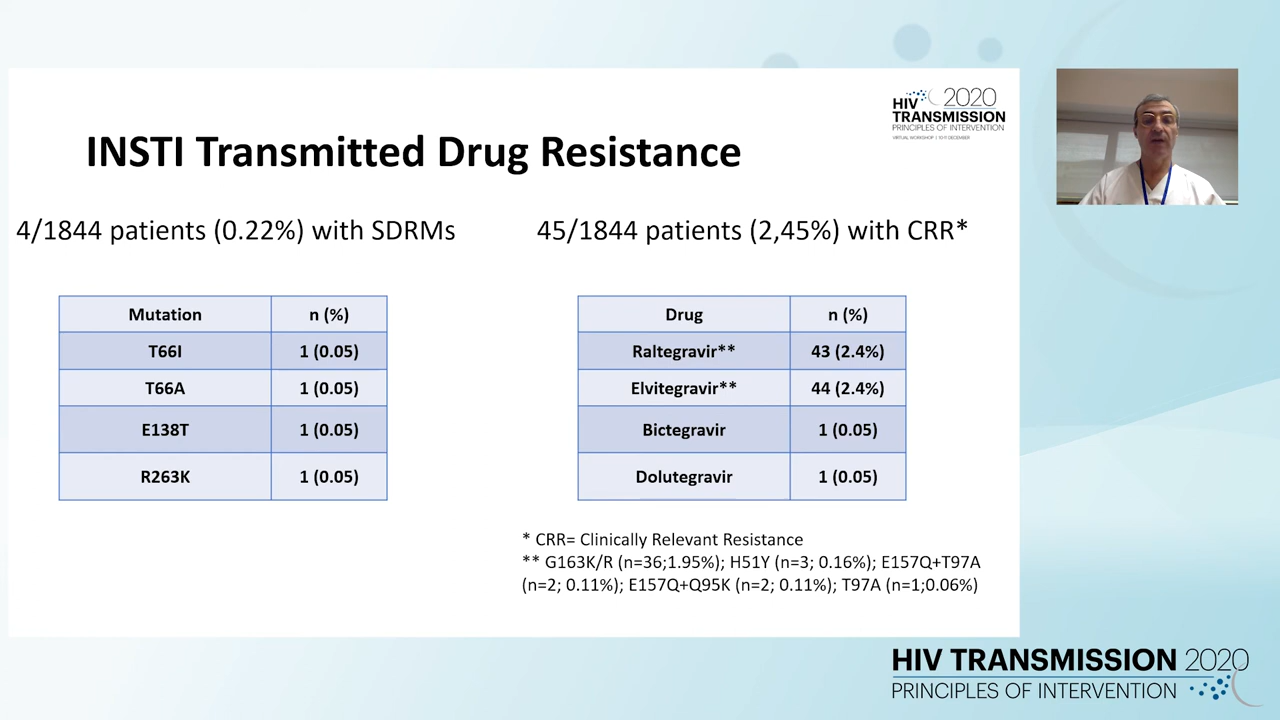 HIV 2020
TRANSMISSION
PRINCIPLES OF INTERVENTION
VIRTUAL WORKSHOP | 10-11 DECEMBER
INSTI Transmitted Drug Resistance
4/1844 patients (0.22%) with SDRMs
Mutation n (%)
T66I 1 (0.05)
T66A 1 (0.05)
E138T 1 (0.05)
R263K 1 (0.05)
45/1844 patients (2,45%) with CRR*
Drug n (%)
Raltegravir** 43 (2.4%)
Elvitegravir** 44 (2.4%)
Bictegravir 1 (0.05)
Dolutegravir 1 (0.05)
* CRR= Clinically Relevant Resistance
** G163K/R (n=36;1.95%); H51Y (n=3; 0.16%); E157Q+T97A
(n=2; 0.11%); E157Q+Q95K (n=2; 0.11%); T97A (n=1;0.06%)
HIV TRANSMISSION 2020
PRINCIPLES OF INTERVENTION